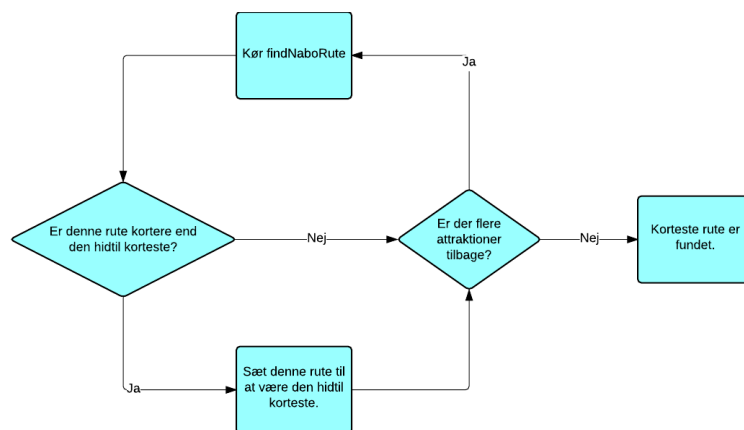 Kør findNaboRute
Ja
Er denne rute kortere end
den hidtil korteste?
Nej
Er der flere
attraktioner
tilbage?
Nej
Korteste rute er
fundet.
Ja
Sæt denne rute til
at være den hidtil
korteste.